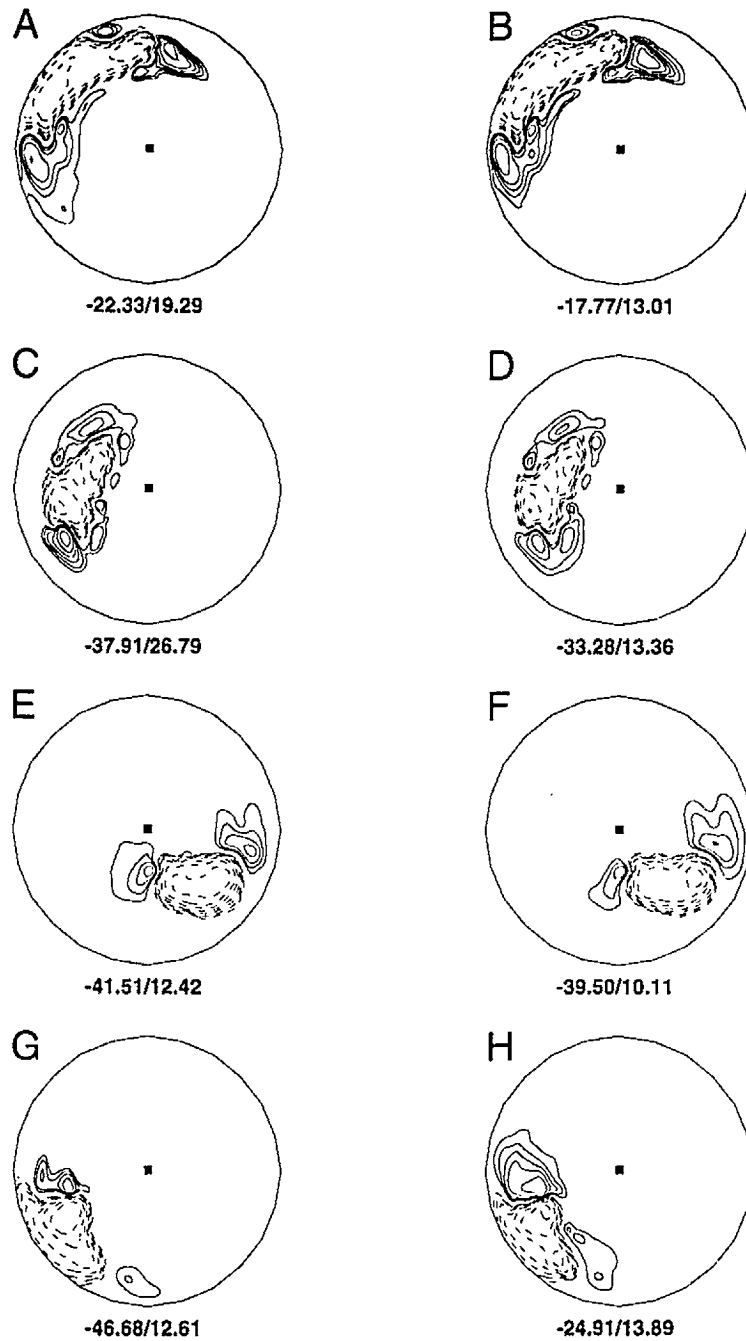 A
B
-22.33/19.29
-17.77/13.01
C
D
-37.91/26.79
-33.28/13.36
E
F
-41.51/12.42
-39.50/10.11
G
H
-46.68/12.61
-24.91/13.89